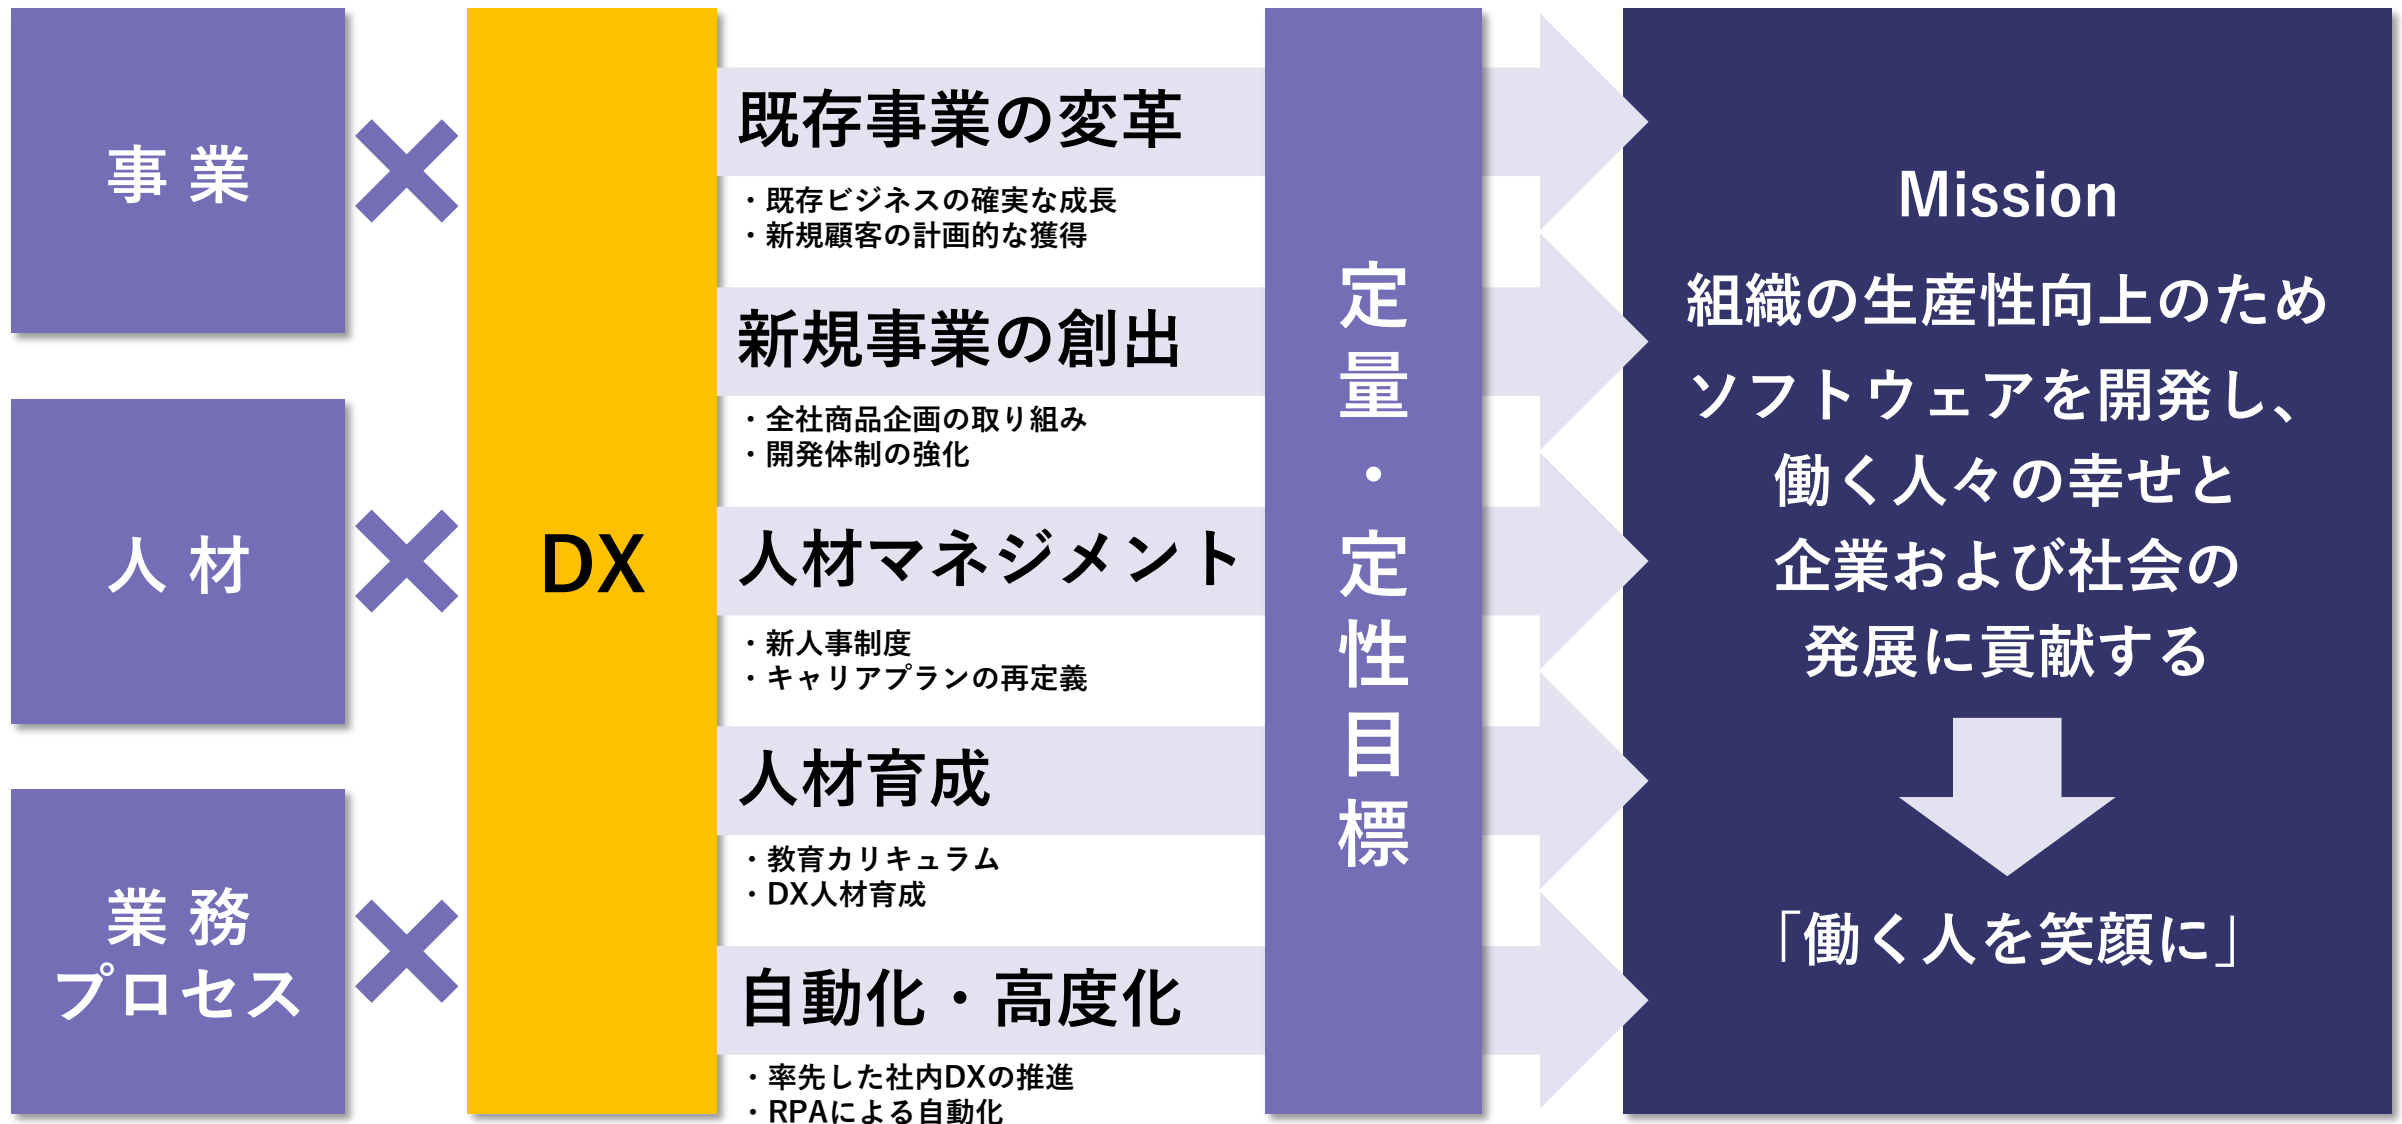 事業
人材
業務
プロセス
DX
既存事業の変革
・既存ビジネスの確実な成長
・新規顧客の計画的な獲得
新規事業の創出
・全社商品企画の取り組み
・開発体制の強化
人材マネジメント
・新人事制度
・キャリアプランの再定義
人材育成
・教育カリキュラム
・DX人材育成
自動化・高度化
・率先した社内DXの推進
・RPAによる自動化
定量・定性目標
Mission
組織の生産性向上のため
ソフトウェアを開発し、
働く人々の幸せと
企業および社会の
発展に貢献する
「働く人を笑顔に」